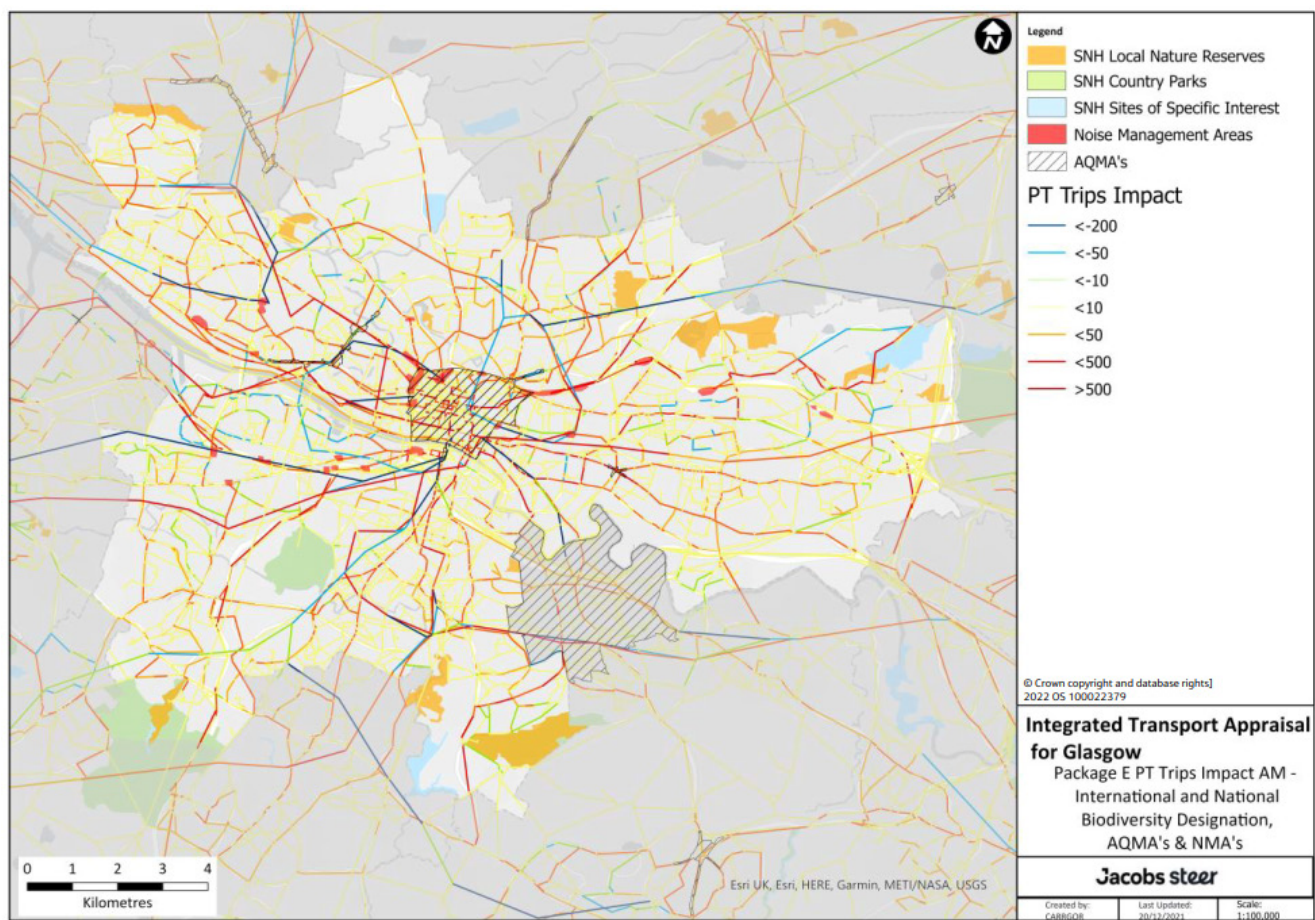 N
Legend
SNH Local Nature Reserves
SNH Country Parks
SNH Sites of Specific Interest
Noise Management Areas
AQMA's
PT Trips Impact
<-200
<-50
<-10
<10
<50
<500
>500
© Crown copyright and database rights]
2022 OS 100022379
Integrated Transport Appraisal
for Glasgow
Package E PT Trips Impact AM -
International and National
Biodiversity Designation,
AQMA's & NMA's
Jacobs steer
Created by:
CARRGOR
Last Updated:
20/12/2021
Scale:
1:100,000
0 1 2 3 4
Kilometres
Esri UK, Esri, HERE, Garmin, METI/NASA, USGS